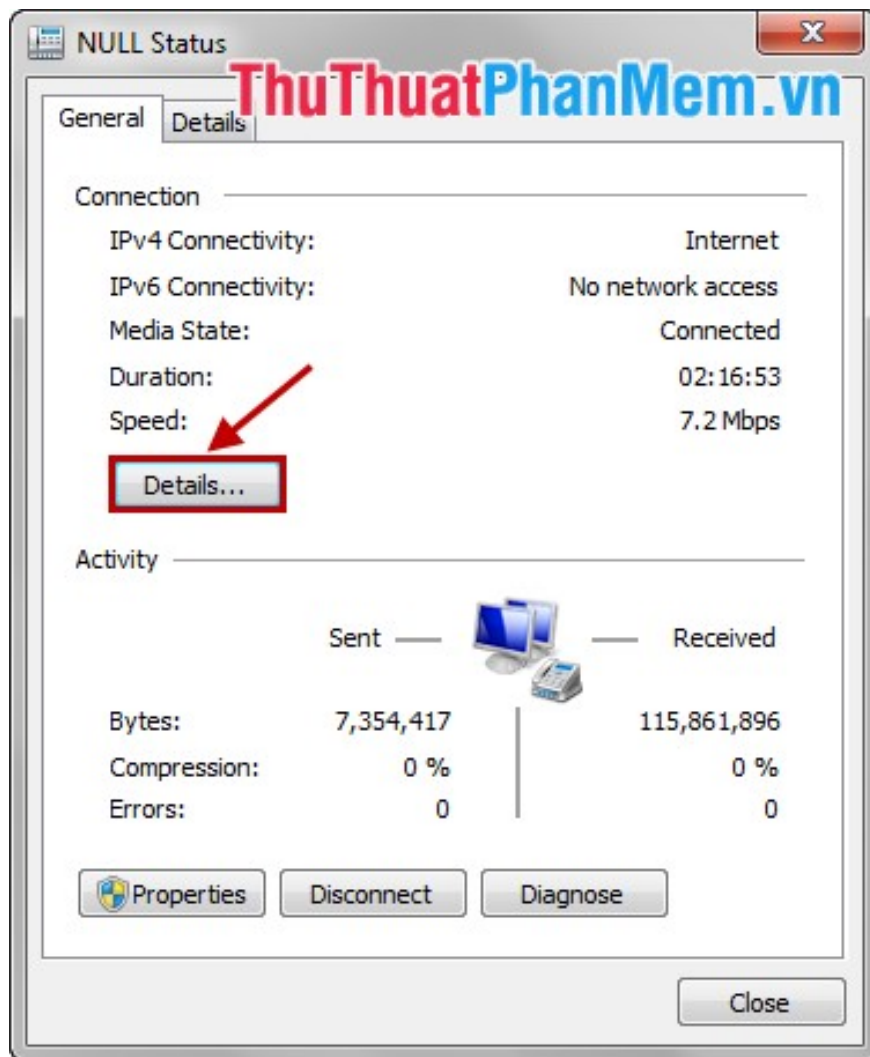 NULL Status
ThuThuatPhanMem.vn
General Details
Connection
IPv4 Connectivity: Internet
IPv6 Connectivity: No network access
Media State: Connected
Duration: 02:16:53
Speed: 7.2 Mbps
Details...
Activity
Sent Received
Bytes: 7,354,417 115,861,896
Compression: 0 % 0 %
Errors: 0 0
Properties Disconnect Diagnose
Close